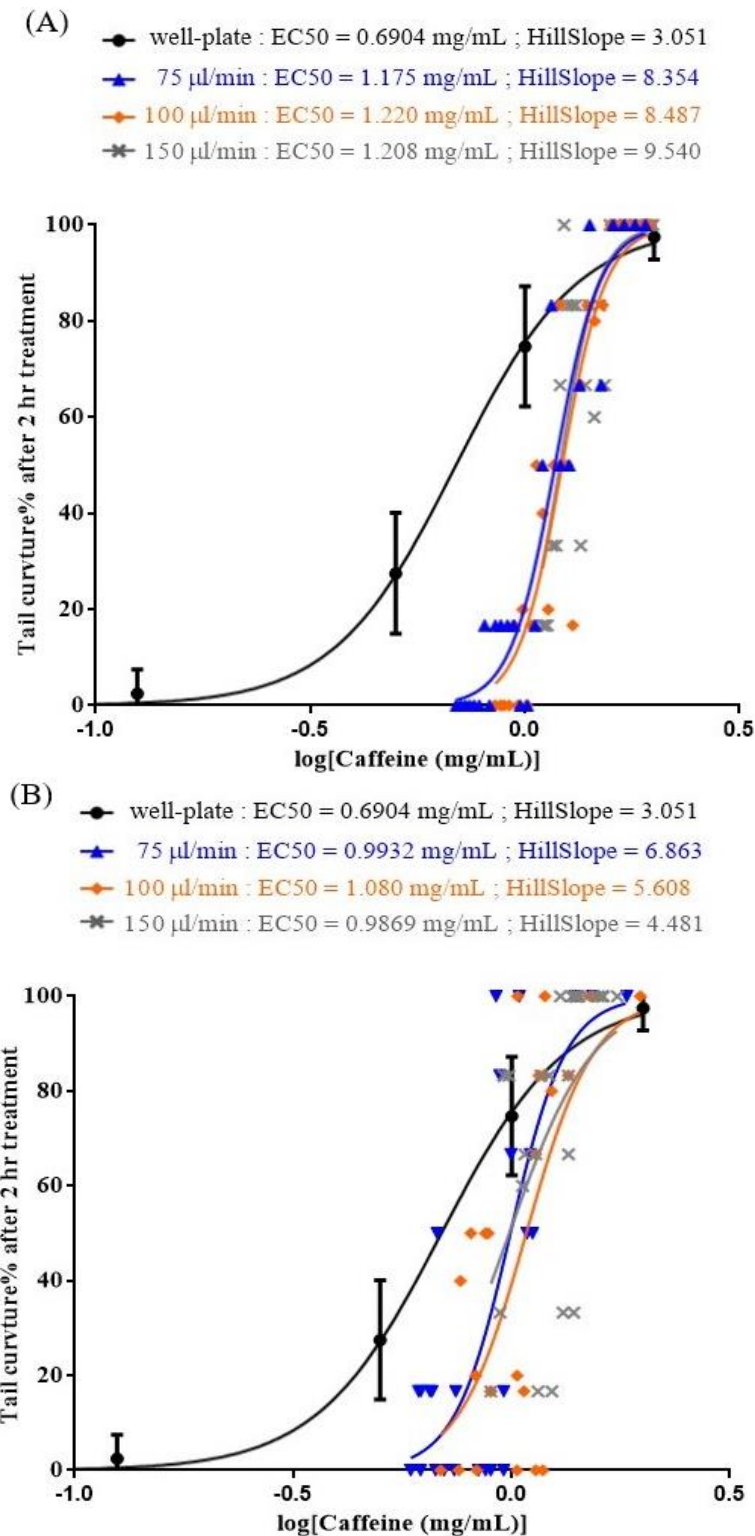 (A)
well-plate : EC50 = 0.6904 mg/mL ; HillSlope = 3.051
75 µl/min : EC50 = 1.175 mg/mL ; HillSlope = 8.354
100 µl/min : EC50 = 1.220 mg/mL ; HillSlope = 8.487
150 µl/min : EC50 = 1.208 mg/mL ; HillSlope = 9.540
100
80
60
40
20
0
Tail curvture% after 2 hr treatment
-1.0 -0.5 0.0 0.5
log[Caffeine (mg/mL)]
(B)
well-plate : EC50 = 0.6904 mg/mL ; HillSlope = 3.051
75 µl/min : EC50 = 0.9932 mg/mL ; HillSlope = 6.863
100 µl/min : EC50 = 1.080 mg/mL ; HillSlope = 5.608
150 µl/min : EC50 = 0.9869 mg/mL ; HillSlope = 4.481
100
80
60
40
20
0
Tail curvture% after 2 hr treatment
-1.0 -0.5 0.0 0.5
log[Caffeine (mg/mL)]